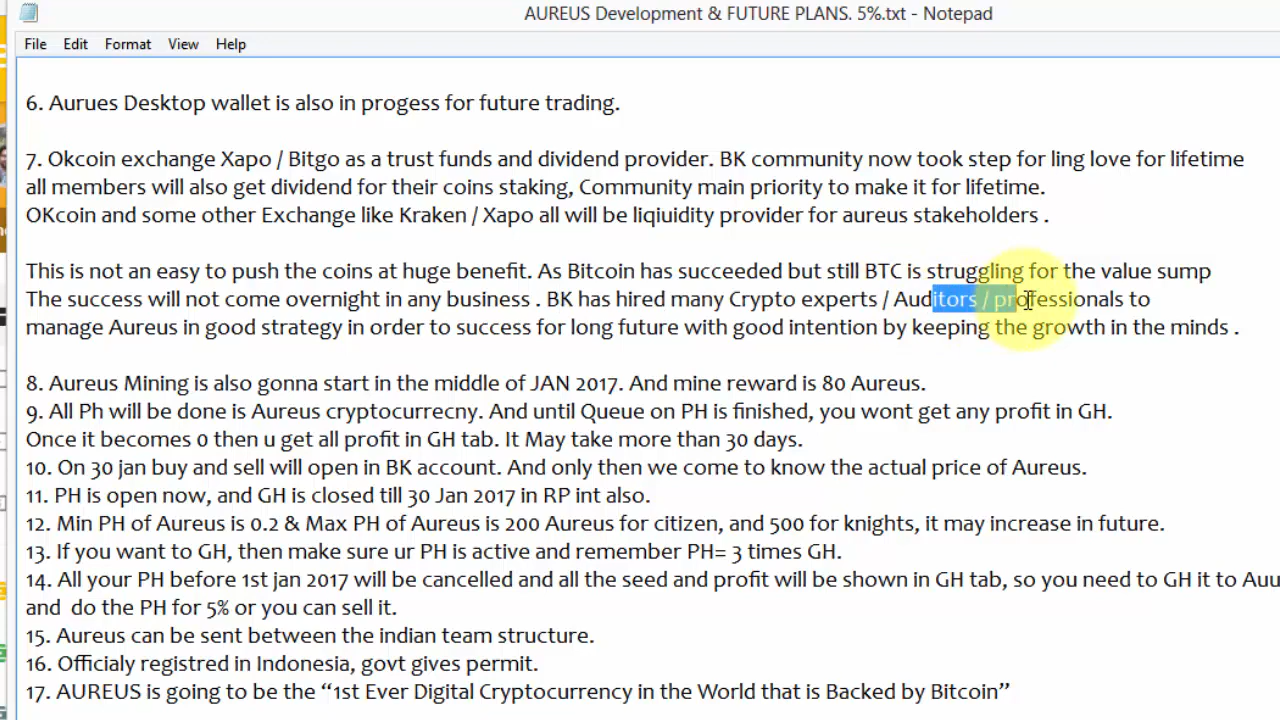 AUREUS Development & FUTURE PLANS. 5%.txt - Notepad
File Edit Format View Help
6. Aurues Desktop wallet is also in progess for future trading.
7. Okcoin exchange Xapo / Bitgo as a trust funds and dividend provider. BK community now took step for ling love for lifetime
all members will also get dividend for their coins staking, Community main priority to make it for lifetime.
OKcoin and some other Exchange like Kraken / Xapo all will be liqiuidity provider for aureus stakeholders .
This is not an easy to push the coins at huge benefit. As Bitcoin has succeeded but still BTC is struggling for the value sump
The success will not come overnight in any business . BK has hired many Crypto experts / Auditors / professionals to
manage Aureus in good strategy in order to success for long future with good intention by keeping the growth in the minds .
8. Aureus Mining is also gonna start in the middle of JAN 2017. And mine reward is 80 Aureus.
9. All Ph will be done is Aureus cryptocurrecny. And until Queue on PH is finished, you wont get any profit in GH.
Once it becomes 0 then u get all profit in GH tab. It May take more than 30 days.
10. On 30 jan buy and sell will open in BK account. And only then we come to know the actual price of Aureus.
11. PH is open now, and GH is closed till 30 Jan 2017 in RP int also.
12. Min PH of Aureus is 0.2 & Max PH of Aureus is 200 Aureus for citizen, and 500 for knights, it may increase in future.
13. If you want to GH, then make sure ur PH is active and remember PH= 3 times GH.
14. All your PH before 1st jan 2017 will be cancelled and all the seed and profit will be shown in GH tab, so you need to GH it to Auu
and  do the PH for 5% or you can sell it.
15. Aureus can be sent between the indian team structure.
16. Officialy registred in Indonesia, govt gives permit.
17. AUREUS is going to be the “1st Ever Digital Cryptocurrency in the World that is Backed by Bitcoin”